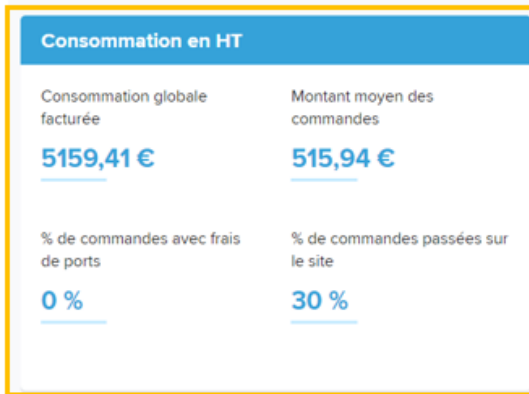 Consommation en HT
Consommation globale
facturée
5159,41 €
Montant moyen des
commandes
515,94 €
% de commandes avec frais
de ports
0 %
% de commandes passées sur
le site
30 %